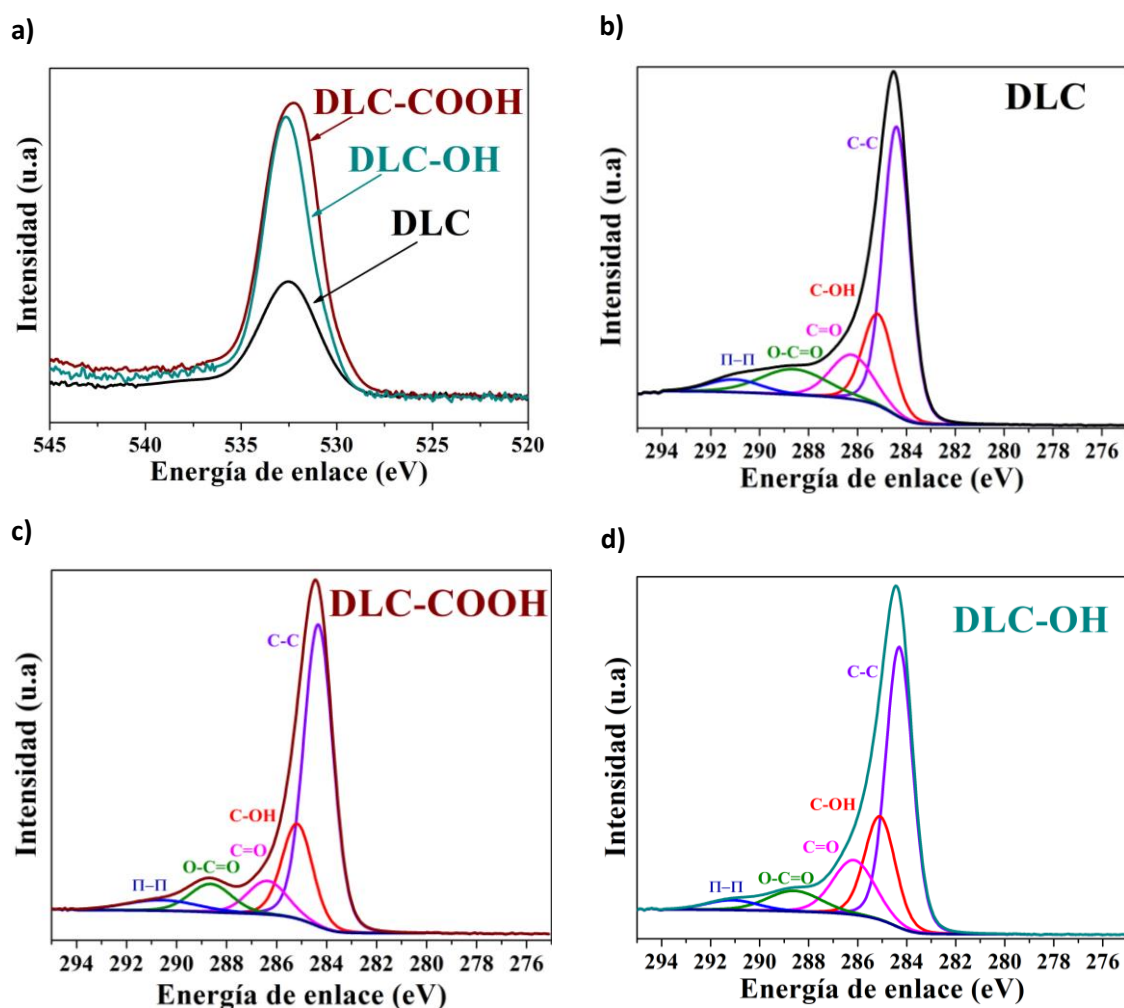 a)
DLC-COOH
DLC-OH
DLC
Intensidad (u.a)
545 540 535 530 525 520
Energía de enlace (eV)
b)
DLC
C-C
C-OH
C=O
O-C=O
Π–Π
Intensidad (u.a)
294 292 290 288 286 284 282 280 278 276
Energía de enlace (eV)
c)
DLC-COOH
C-C
C-OH
C=O
O-C=O
Π–Π
Intensidad (u.a)
294 292 290 288 286 284 282 280 278 276
Energía de enlace (eV)
d)
DLC-OH
C-C
C-OH
C=O
O-C=O
Π–Π
Intensidad (u.a)
294 292 290 288 286 284 282 280 278 276
Energía de enlace (eV)